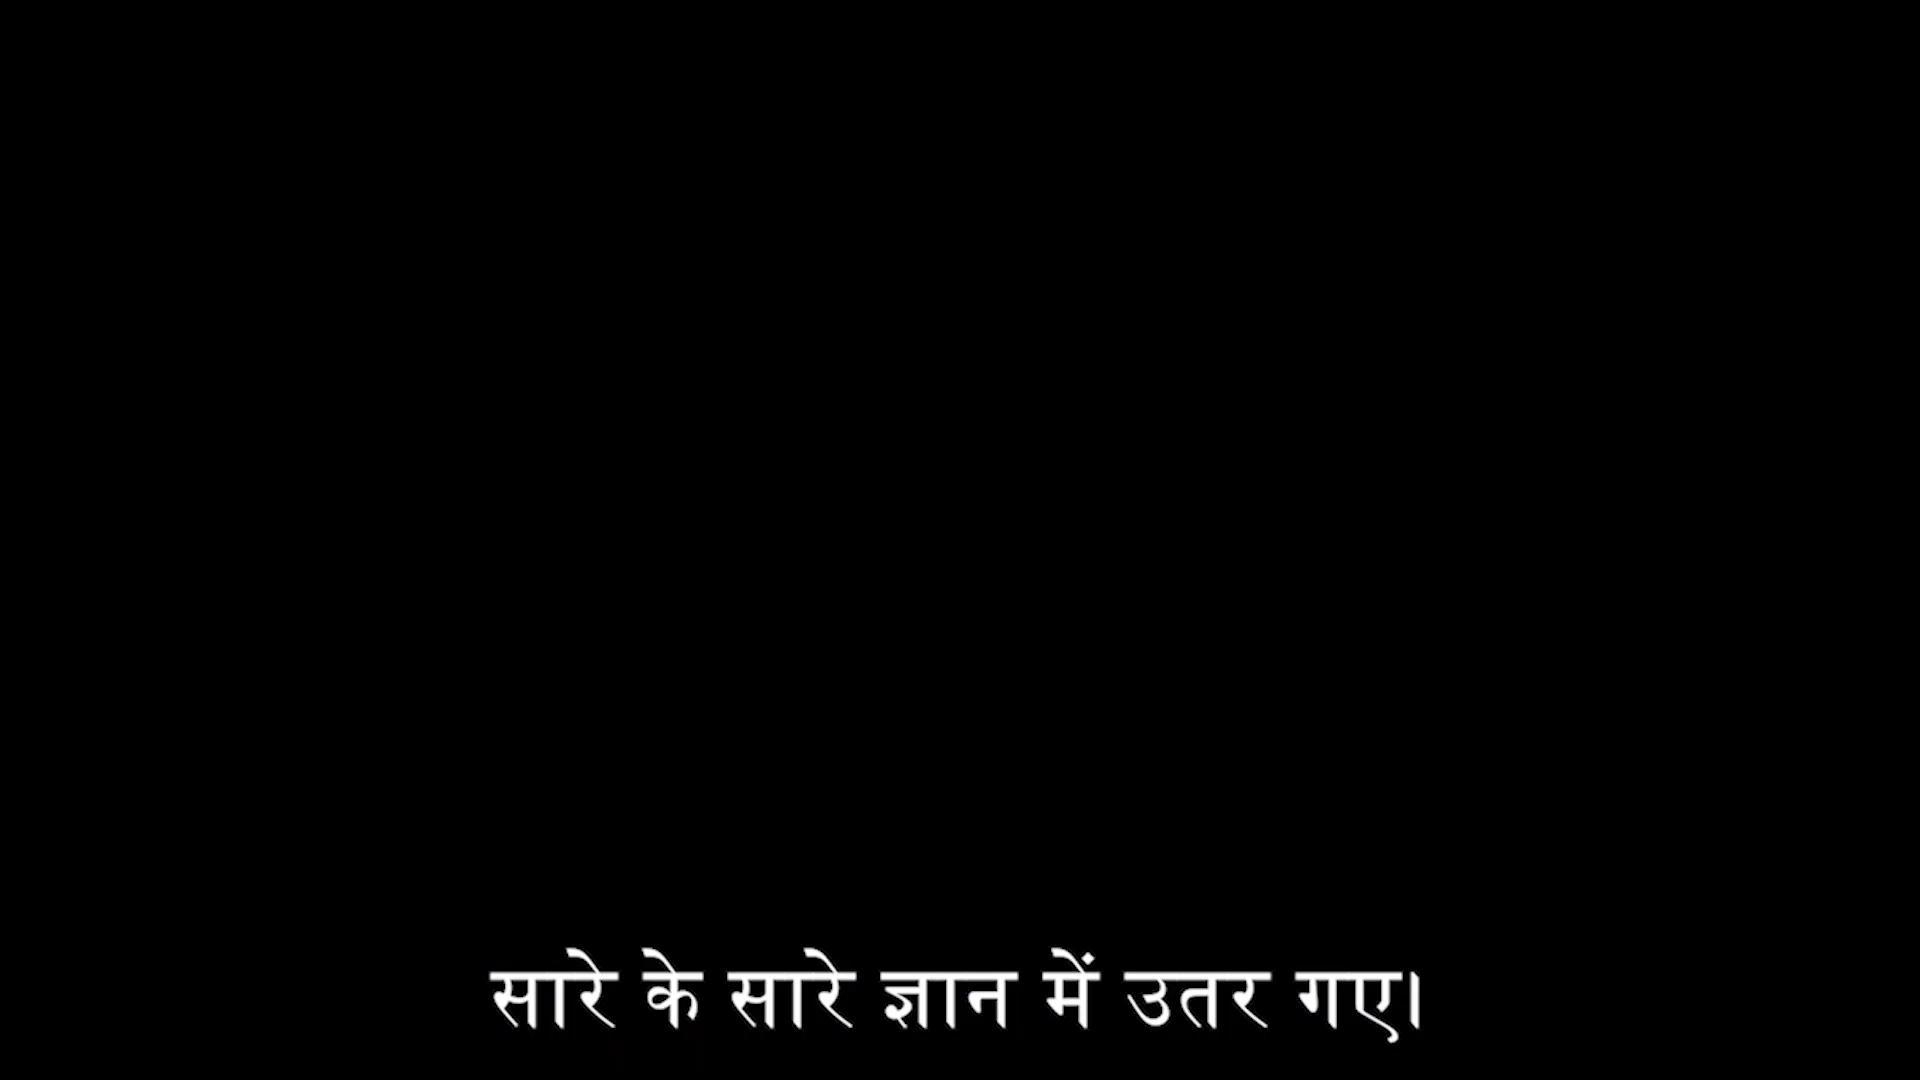 सारे के सारे ज्ञान में उतर गए।